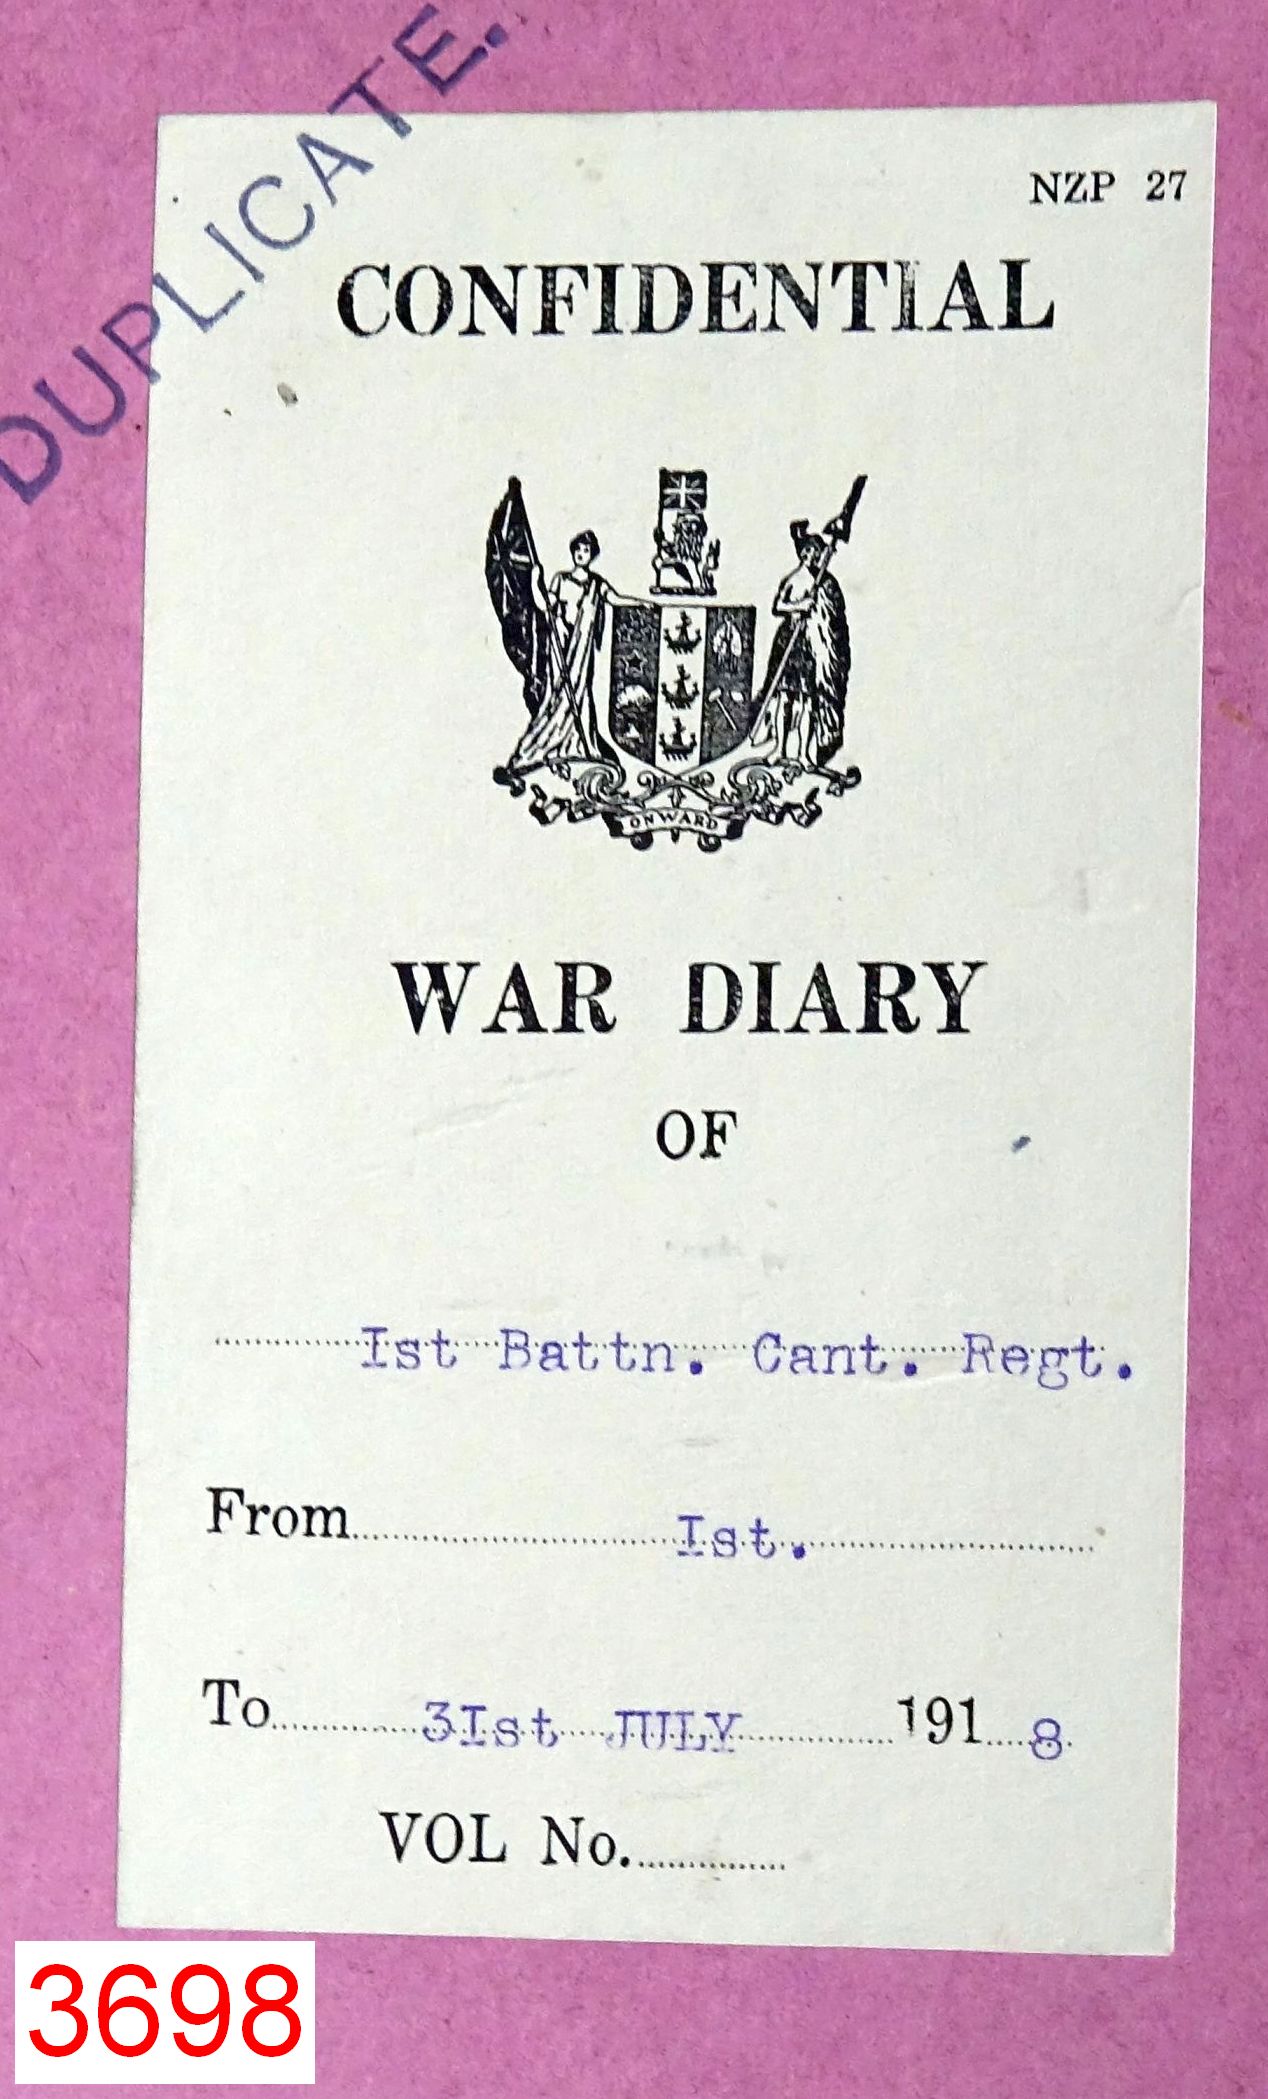 DUPLICATE.
NZP 27
CONFIDENTIAL
ONWARD
WAR DIARY
OF
Ist Battn. Cant. Regt.
From Ist.
To 3Ist JULY 191 8
VOL No.
3698